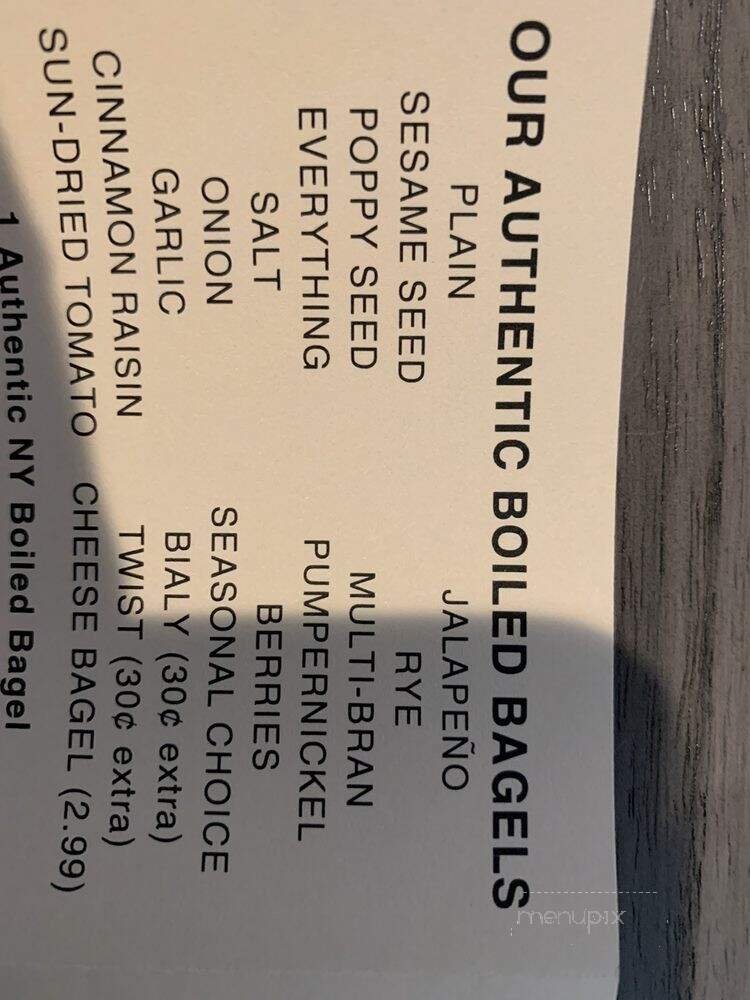 OUR AUTHENTIC BOILED BAGELS
PLAIN
SESAME SEED
POPPY SEED
EVERYTHING
SALT
ONION
GARLIC
CINNAMON RAISIN
SUN-DRIED TOMATO
JALAPEÑO
RYE
MULTI-BRAN
PUMPERNICKEL
BERRIES
SEASONAL CHOICE
BIALY (30¢ extra)
TWIST (30¢ extra)
CHEESE BAGEL (2.99)
1 Authentic NY Boiled Bagel
menupix